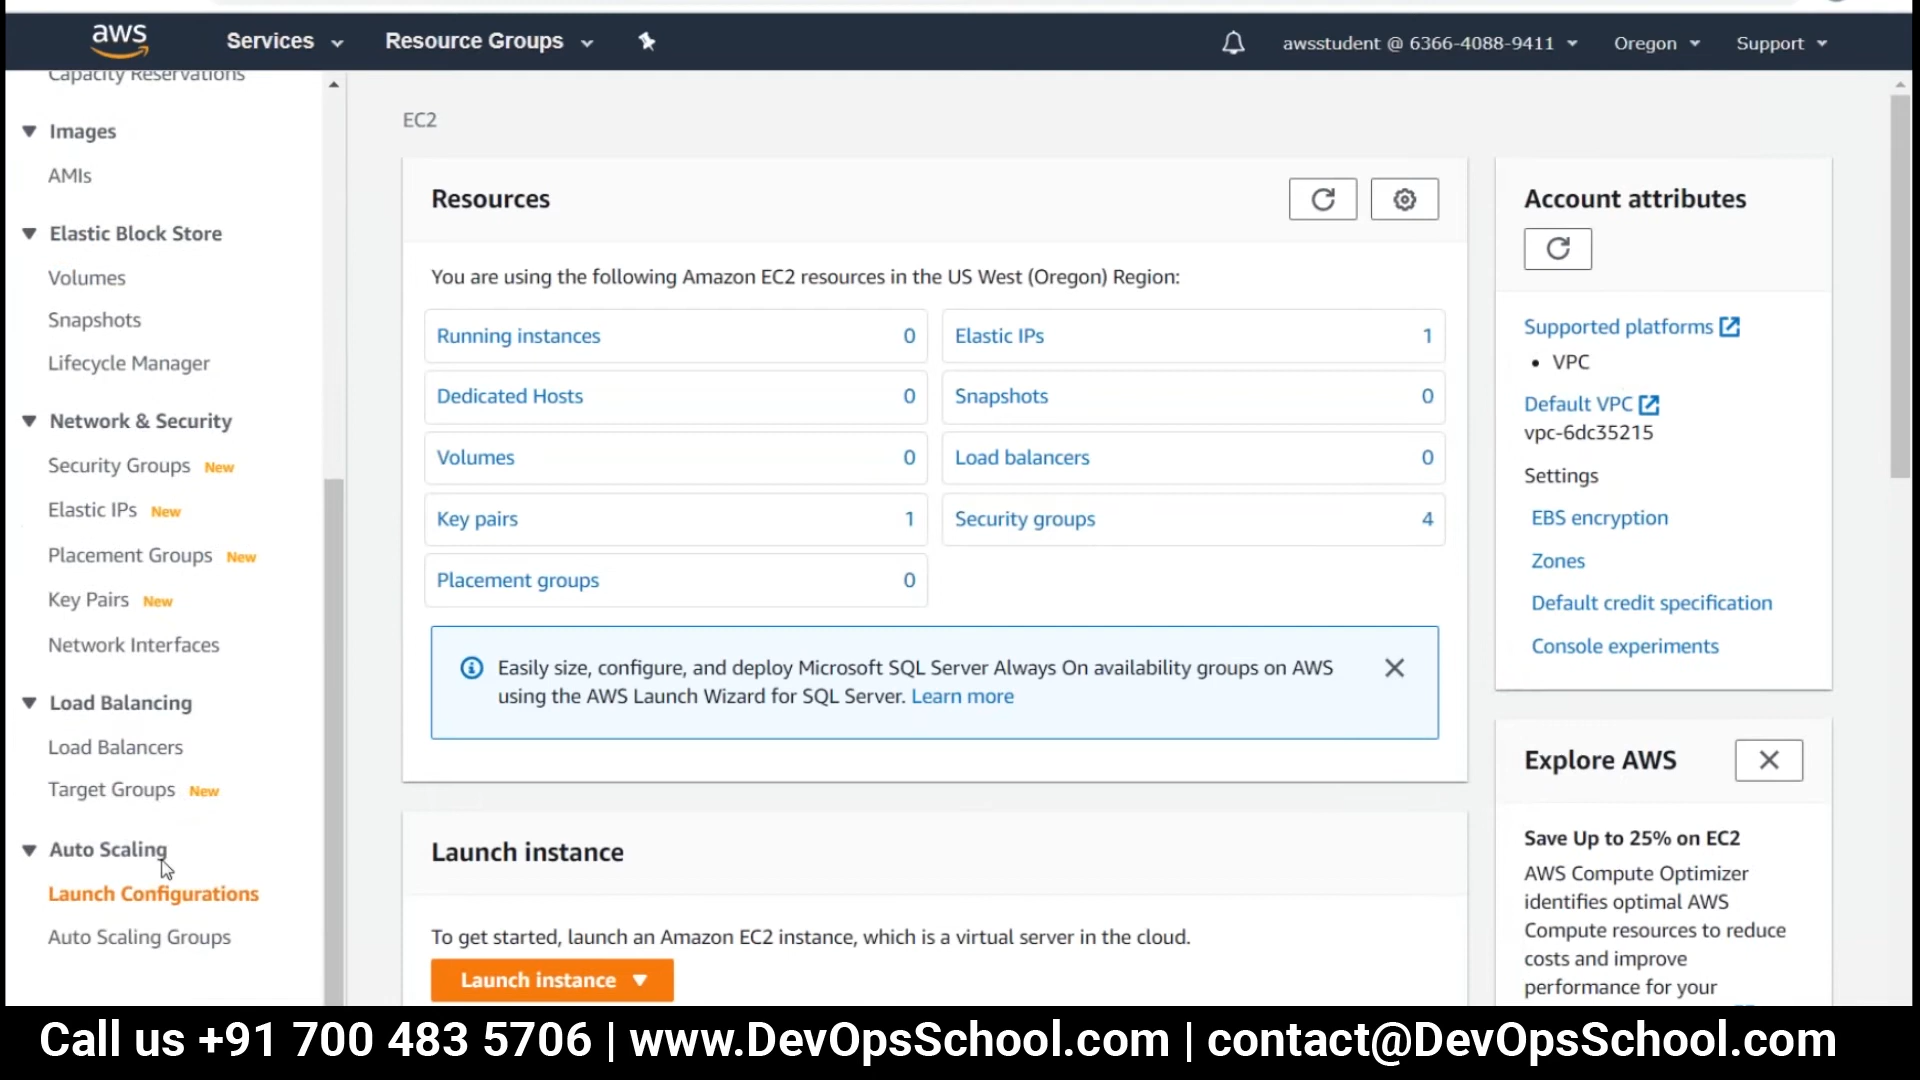 aws
Services
Resource Groups
awsstudent @ 6366-4088-9411
Oregon
Support
Capacity Reservations
Images
AMIs
Elastic Block Store
Volumes
Snapshots
Lifecycle Manager
Network & Security
Security Groups New
Elastic IPs New
Placement Groups New
Key Pairs New
Network Interfaces
Load Balancing
Load Balancers
Target Groups New
Auto Scaling
Launch Configurations
Auto Scaling Groups
EC2
Resources
You are using the following Amazon EC2 resources in the US West (Oregon) Region:
Running instances 0
Elastic IPs 1
Dedicated Hosts 0
Snapshots 0
Volumes 0
Load balancers 0
Key pairs 1
Security groups 4
Placement groups 0
Easily size, configure, and deploy Microsoft SQL Server Always On availability groups on AWS
using the AWS Launch Wizard for SQL Server. Learn more
Launch instance
To get started, launch an Amazon EC2 instance, which is a virtual server in the cloud.
Launch instance
Account attributes
Supported platforms
• VPC
Default VPC
vpc-6dc35215
Settings
EBS encryption
Zones
Default credit specification
Console experiments
Explore AWS
Save Up to 25% on EC2
AWS Compute Optimizer
identifies optimal AWS
Compute resources to reduce
costs and improve
performance for your
Call us +91 700 483 5706 | www.DevOpsSchool.com | contact@DevOpsSchool.com